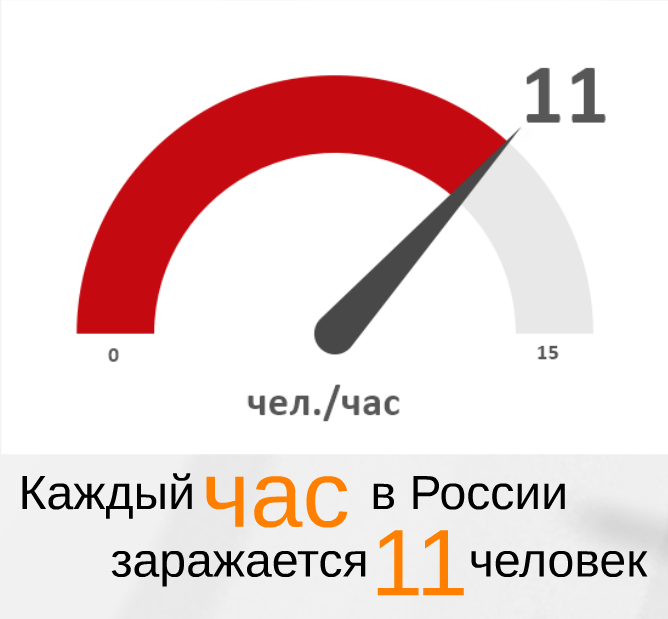 11
0
15
чел./час
Каждый час в России
заражается 11 человек